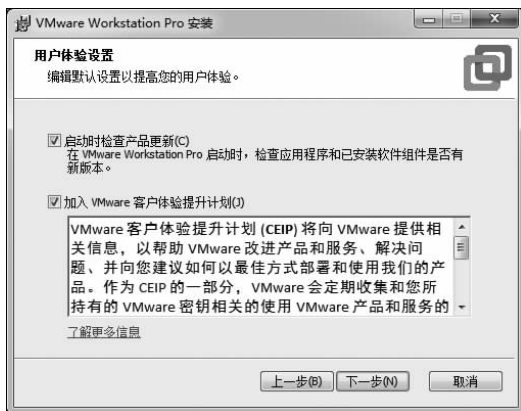 VMware Workstation Pro 安装
用户体验设置
编辑默认设置以提高您的用户体验。
启动时检查产品更新(C)
在 VMware Workstation Pro 启动时，检查应用程序和已安装软件组件是否有
新版本。
加入 VMware 客户体验提升计划(J)
VMware 客户体验提升计划 (CEIP) 将向 VMware 提供相
关信息，以帮助 VMware 改进产品和服务、解决问
题、并向您建议如何以最佳方式部署和使用我们的产
品。作为 CEIP 的一部分，VMware 会定期收集和您所
持有的 VMware 密钥相关的使用 VMware 产品和服务的
了解更多信息
上一步(B) 下一步(N) 取消